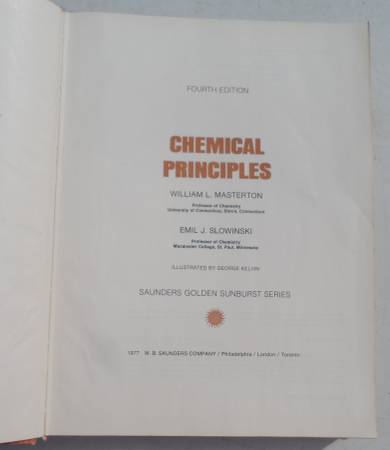 FOURTH EDITION
CHEMICAL
PRINCIPLES
WILLIAM L. MASTERTON
Professor of Chemistry
University of Connecticut, Storrs, Connecticut
EMIL J. SLOWINSKI
Professor of Chemistry
Macalester College, St. Paul, Minnesota
ILLUSTRATED BY GEORGE KELVIN
SAUNDERS GOLDEN SUNBURST SERIES
1977 W. B. SAUNDERS COMPANY / Philadelphia / London / Toronto